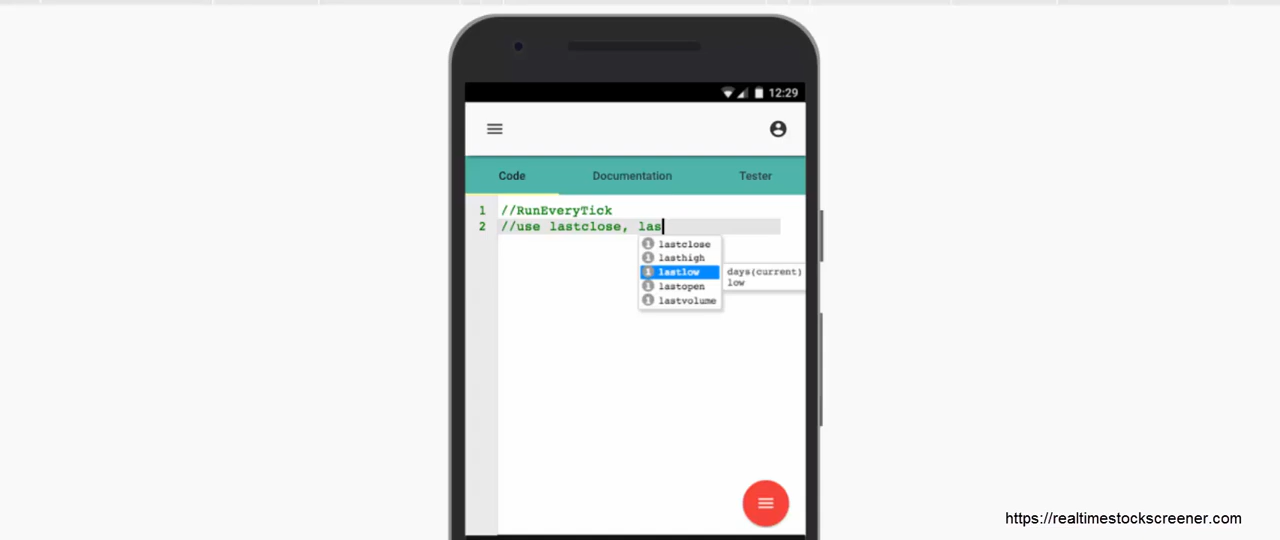 12:29
Code Documentation Tester
1 //RunEveryTick
2 //use lastclose, las
lastclose
lasthigh
lastlow days(current)
low
lastopen
lastvolume
https://realtimestockscreener.com